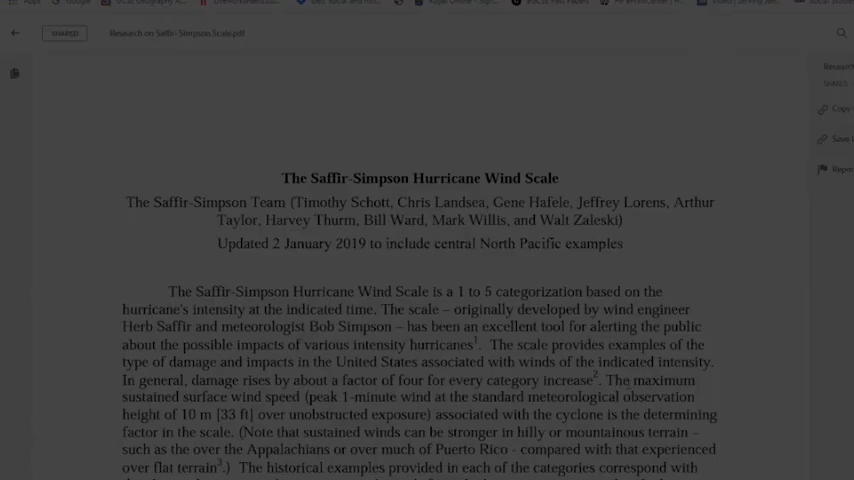 Apps Google
SHARED Research on Saffir- Simpson Scale.pdf
SHARED
Copy
Save
Repor
The Saffir-Simpson Hurricane Wind Scale
The Saffir-Simpson Team (Timothy Schott, Chris Landsea, Gene Hafele, Jeffrey Lorens, Arthur
Taylor, Harvey Thurm, Bill Ward, Mark Willis, and Walt Zaleski)
Updated 2 January 2019 to include central North Pacific examples
The Saffir-Simpson Hurricane Wind Scale is a 1 to 5 categorization based on the
hurricane's intensity at the indicated time. The scale – originally developed by wind engineer
Herb Saffir and meteorologist Bob Simpson – has been an excellent tool for alerting the public
about the possible impacts of various intensity hurricanes1. The scale provides examples of the
type of damage and impacts in the United States associated with winds of the indicated intensity.
In general, damage rises by about a factor of four for every category increase2. The maximum
sustained surface wind speed (peak 1-minute wind at the standard meteorological observation
height of 10 m [33 ft] over unobstructed exposure) associated with the cyclone is the determining
factor in the scale. (Note that sustained winds can be stronger in hilly or mountainous terrain –
such as the over the Appalachians or over much of Puerto Rico - compared with that experienced
over flat terrain3.) The historical examples provided in each of the categories correspond with